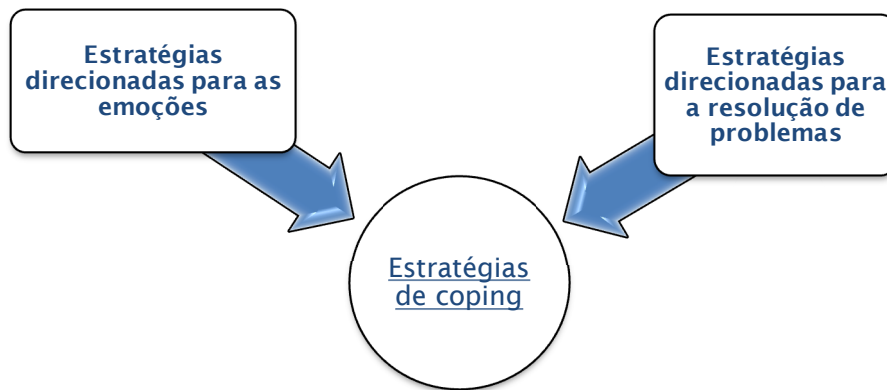 Estratégias
direcionadas para as
emoções
Estratégias
direcionadas para
a resolução de
problemas
Estratégias
de coping